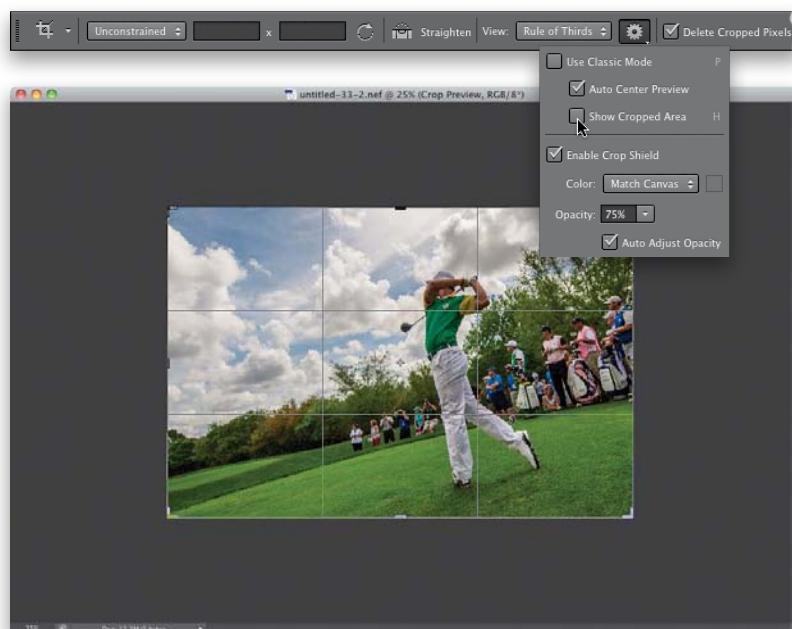 Unconstrained x Straighten View: Rule of Thirds Delete Cropped Pixels
Use Classic Mode P
Auto Center Preview
Show Cropped Area H
Enable Crop Shield
Color: Match Canvas
Opacity: 75%
Auto Adjust Opacity
untitled-33-2.nef @ 25% (Crop Preview, RGB/8*)